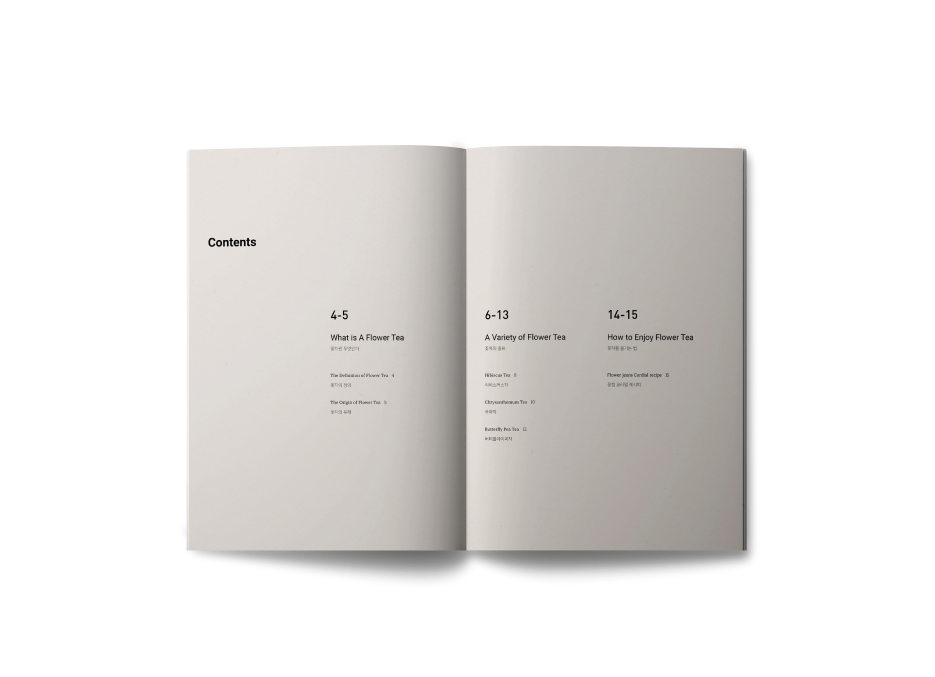 Contents
4-5
What is A Flower Tea
꽃차란 무엇인가
The Definition of Flower Tea 4
꽃차의 정의
The Origin of Flower Tea 5
꽃차의 유래
6-13
A Variety of Flower Tea
꽃차의 종류
Hibiscus Tea 8
히비스커스차
Chrysanthemum Tea 10
국화차
Butterfly Pea Tea 12
버터플라이피차
14-15
How to Enjoy Flower Tea
꽃차를 즐기는 법
Flower jeans Cordial recipe 15